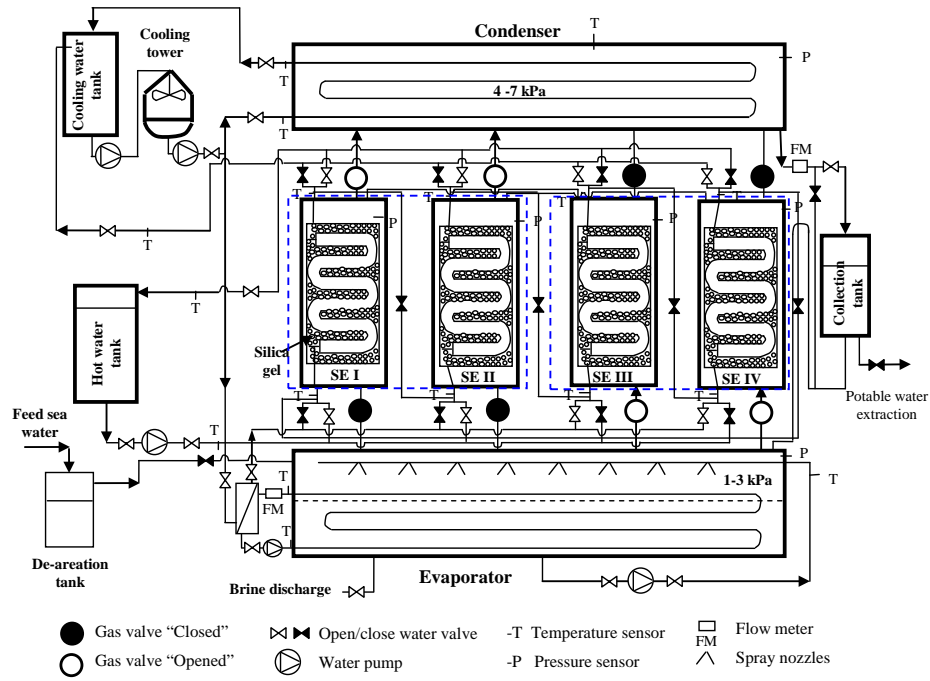 T
Condenser
Cooling water
tank
Cooling
tower
T
P
4 -7 kPa
T
FM
T
T
T
T
T
P
P
P
P
T
Hot water
tank
Silica
gel
SE I
SE II
SE III
SE IV
Collection
tank
T
T
T
T
Potable water
extraction
Feed sea
water
T
P
1-3 kPa
T
T
FM
T
De-areation
tank
Evaporator
Brine discharge
Gas valve “Closed”
Open/close water valve
-T Temperature sensor
FM
Flow meter
Gas valve “Opened”
Water pump
-P Pressure sensor
Spray nozzles